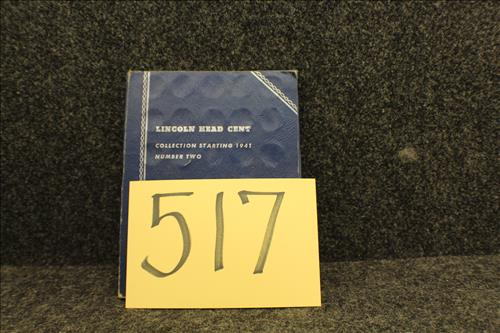 LINCOLN HEAD CENT
COLLECTION STARTING 1941
NUMBER TWO
517